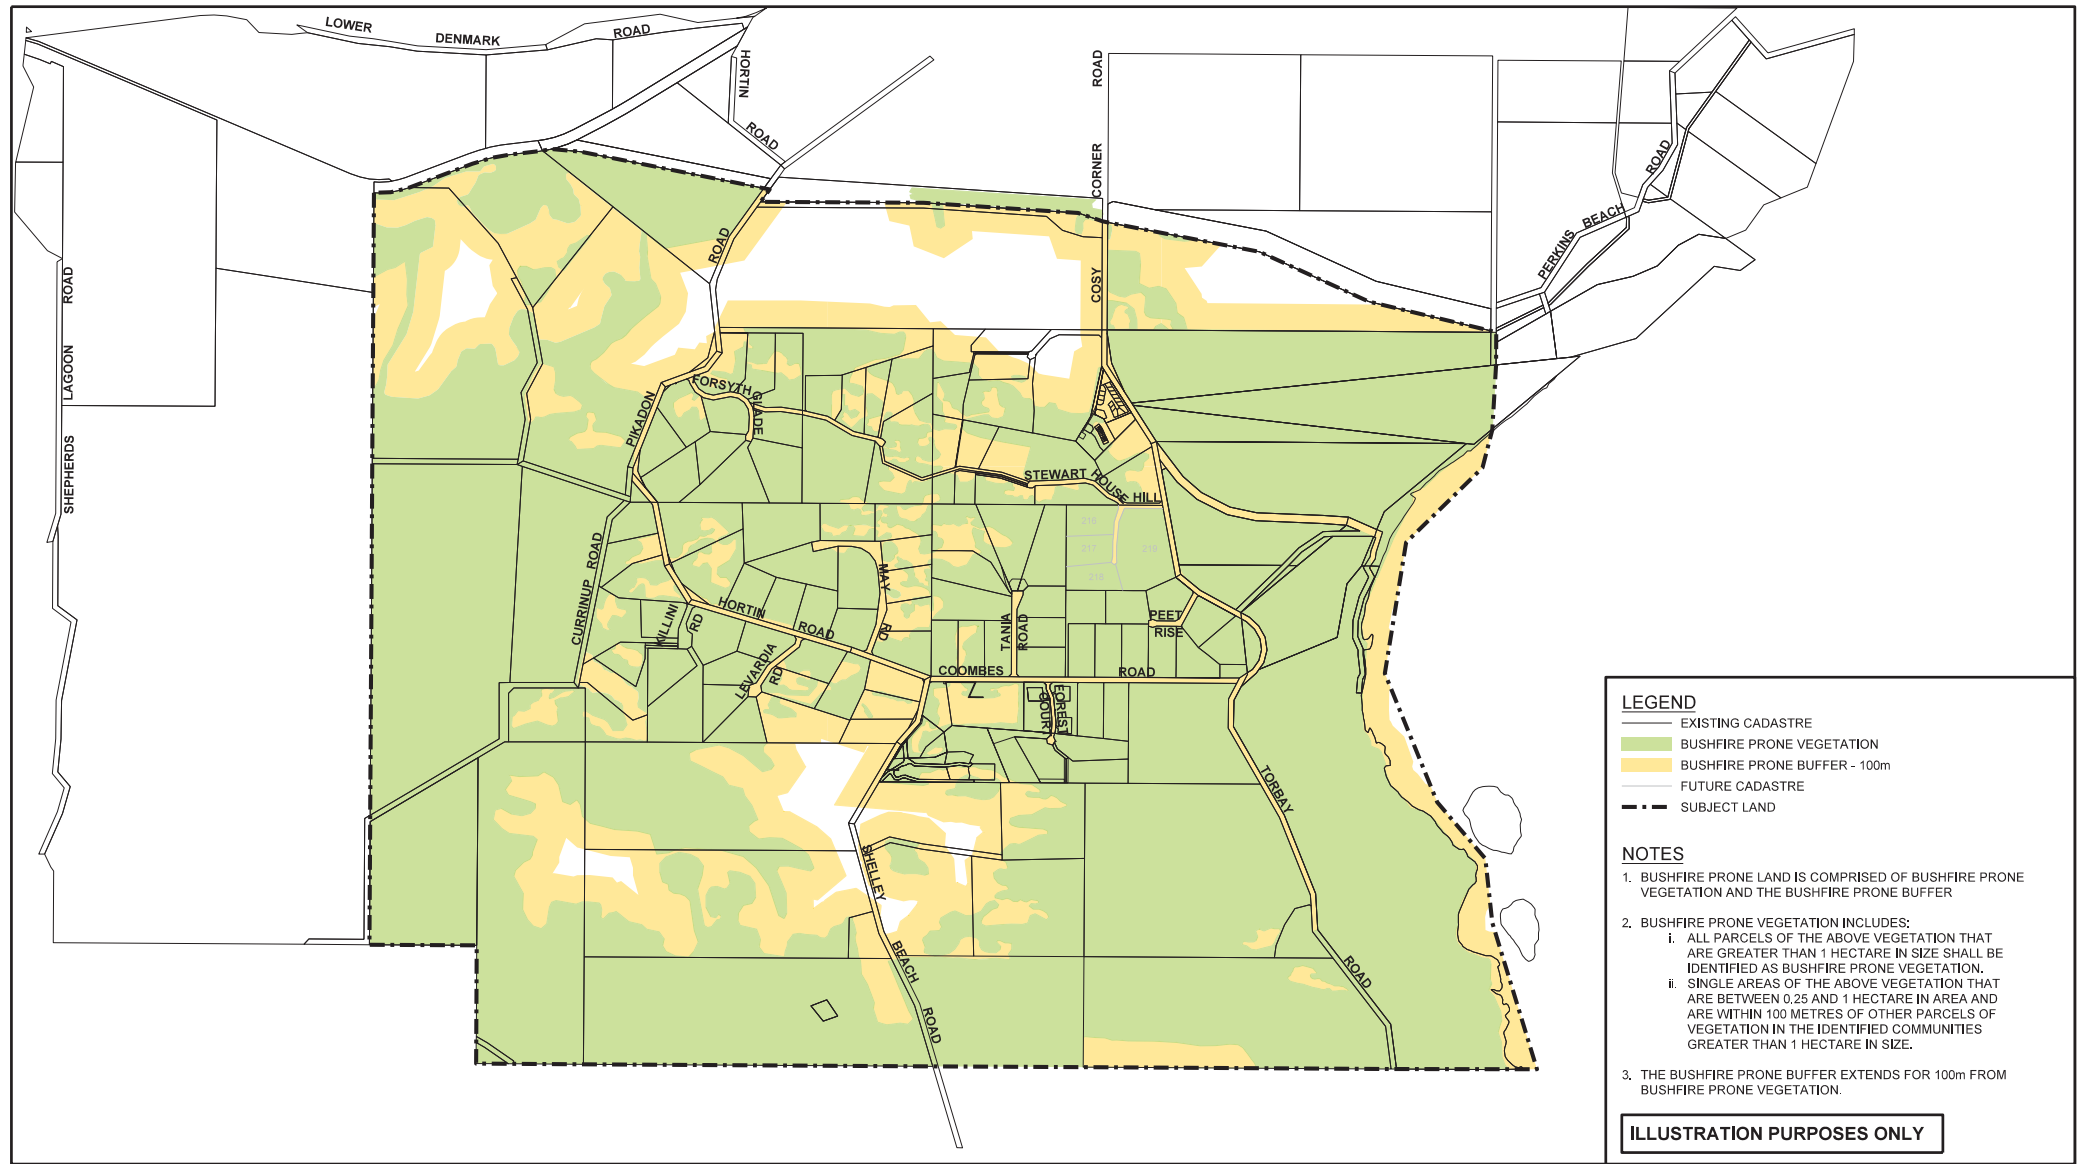 LOWER DENMARK ROAD
HORTIN ROAD
ROAD
CORNER
COSY
PERKINS BEACH ROAD
SHEPHERDS LAGOON ROAD
PIKADON ROAD
FORSYTH GLADE
STEWART HOUSE HILL
216
217
218
219
CURRINUP ROAD
KILLINI RD
HORTIN ROAD
MAY RD
LEVARDIA RD
TANIA ROAD
PEET RISE
COOMBES ROAD
FOREST COURT
TORBAY ROAD
SHELLEY BEACH ROAD
LEGEND
EXISTING CADASTRE
BUSHFIRE PRONE VEGETATION
BUSHFIRE PRONE BUFFER - 100m
FUTURE CADASTRE
SUBJECT LAND
NOTES
1. BUSHFIRE PRONE LAND IS COMPRISED OF BUSHFIRE PRONE
VEGETATION AND THE BUSHFIRE PRONE BUFFER
2. BUSHFIRE PRONE VEGETATION INCLUDES:
i. ALL PARCELS OF THE ABOVE VEGETATION THAT
ARE GREATER THAN 1 HECTARE IN SIZE SHALL BE
IDENTIFIED AS BUSHFIRE PRONE VEGETATION.
ii. SINGLE AREAS OF THE ABOVE VEGETATION THAT
ARE BETWEEN 0.25 AND 1 HECTARE IN AREA AND
ARE WITHIN 100 METRES OF OTHER PARCELS OF
VEGETATION IN THE IDENTIFIED COMMUNITIES
GREATER THAN 1 HECTARE IN SIZE.
3. THE BUSHFIRE PRONE BUFFER EXTENDS FOR 100m FROM
BUSHFIRE PRONE VEGETATION.
ILLUSTRATION PURPOSES ONLY